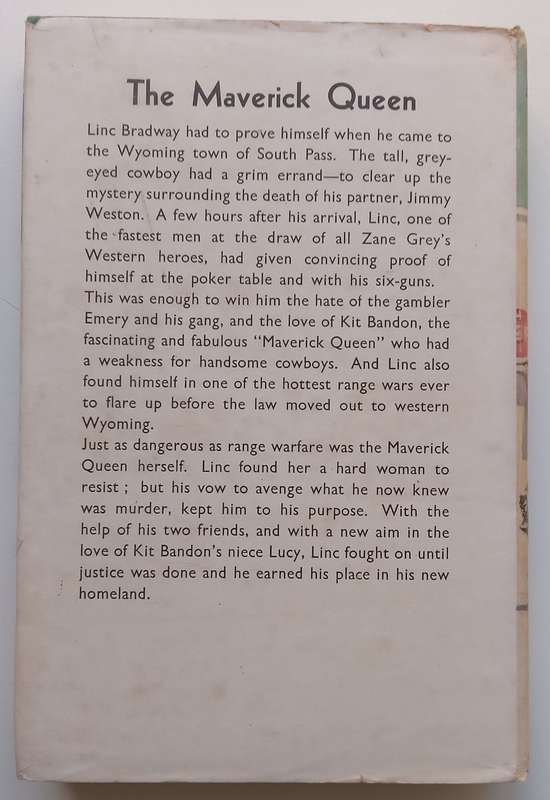 The Maverick Queen
Linc Bradway had to prove himself when he came to
the Wyoming town of South Pass. The tall, grey-
eyed cowboy had a grim errand—to clear up the
mystery surrounding the death of his partner, Jimmy
Weston. A few hours after his arrival, Linc, one of
the fastest men at the draw of all Zane Grey's
Western heroes, had given convincing proof of
himself at the poker table and with his six-guns.
This was enough to win him the hate of the gambler
Emery and his gang, and the love of Kit Bandon, the
fascinating and fabulous "Maverick Queen" who had
a weakness for handsome cowboys. And Linc also
found himself in one of the hottest range wars ever
to flare up before the law moved out to western
Wyoming.
Just as dangerous as range warfare was the Maverick
Queen herself. Linc found her a hard woman to
resist ; but his vow to avenge what he now knew
was murder, kept him to his purpose. With the
help of his two friends, and with a new aim in the
love of Kit Bandon's niece Lucy, Linc fought on until
justice was done and he earned his place in his new
homeland.